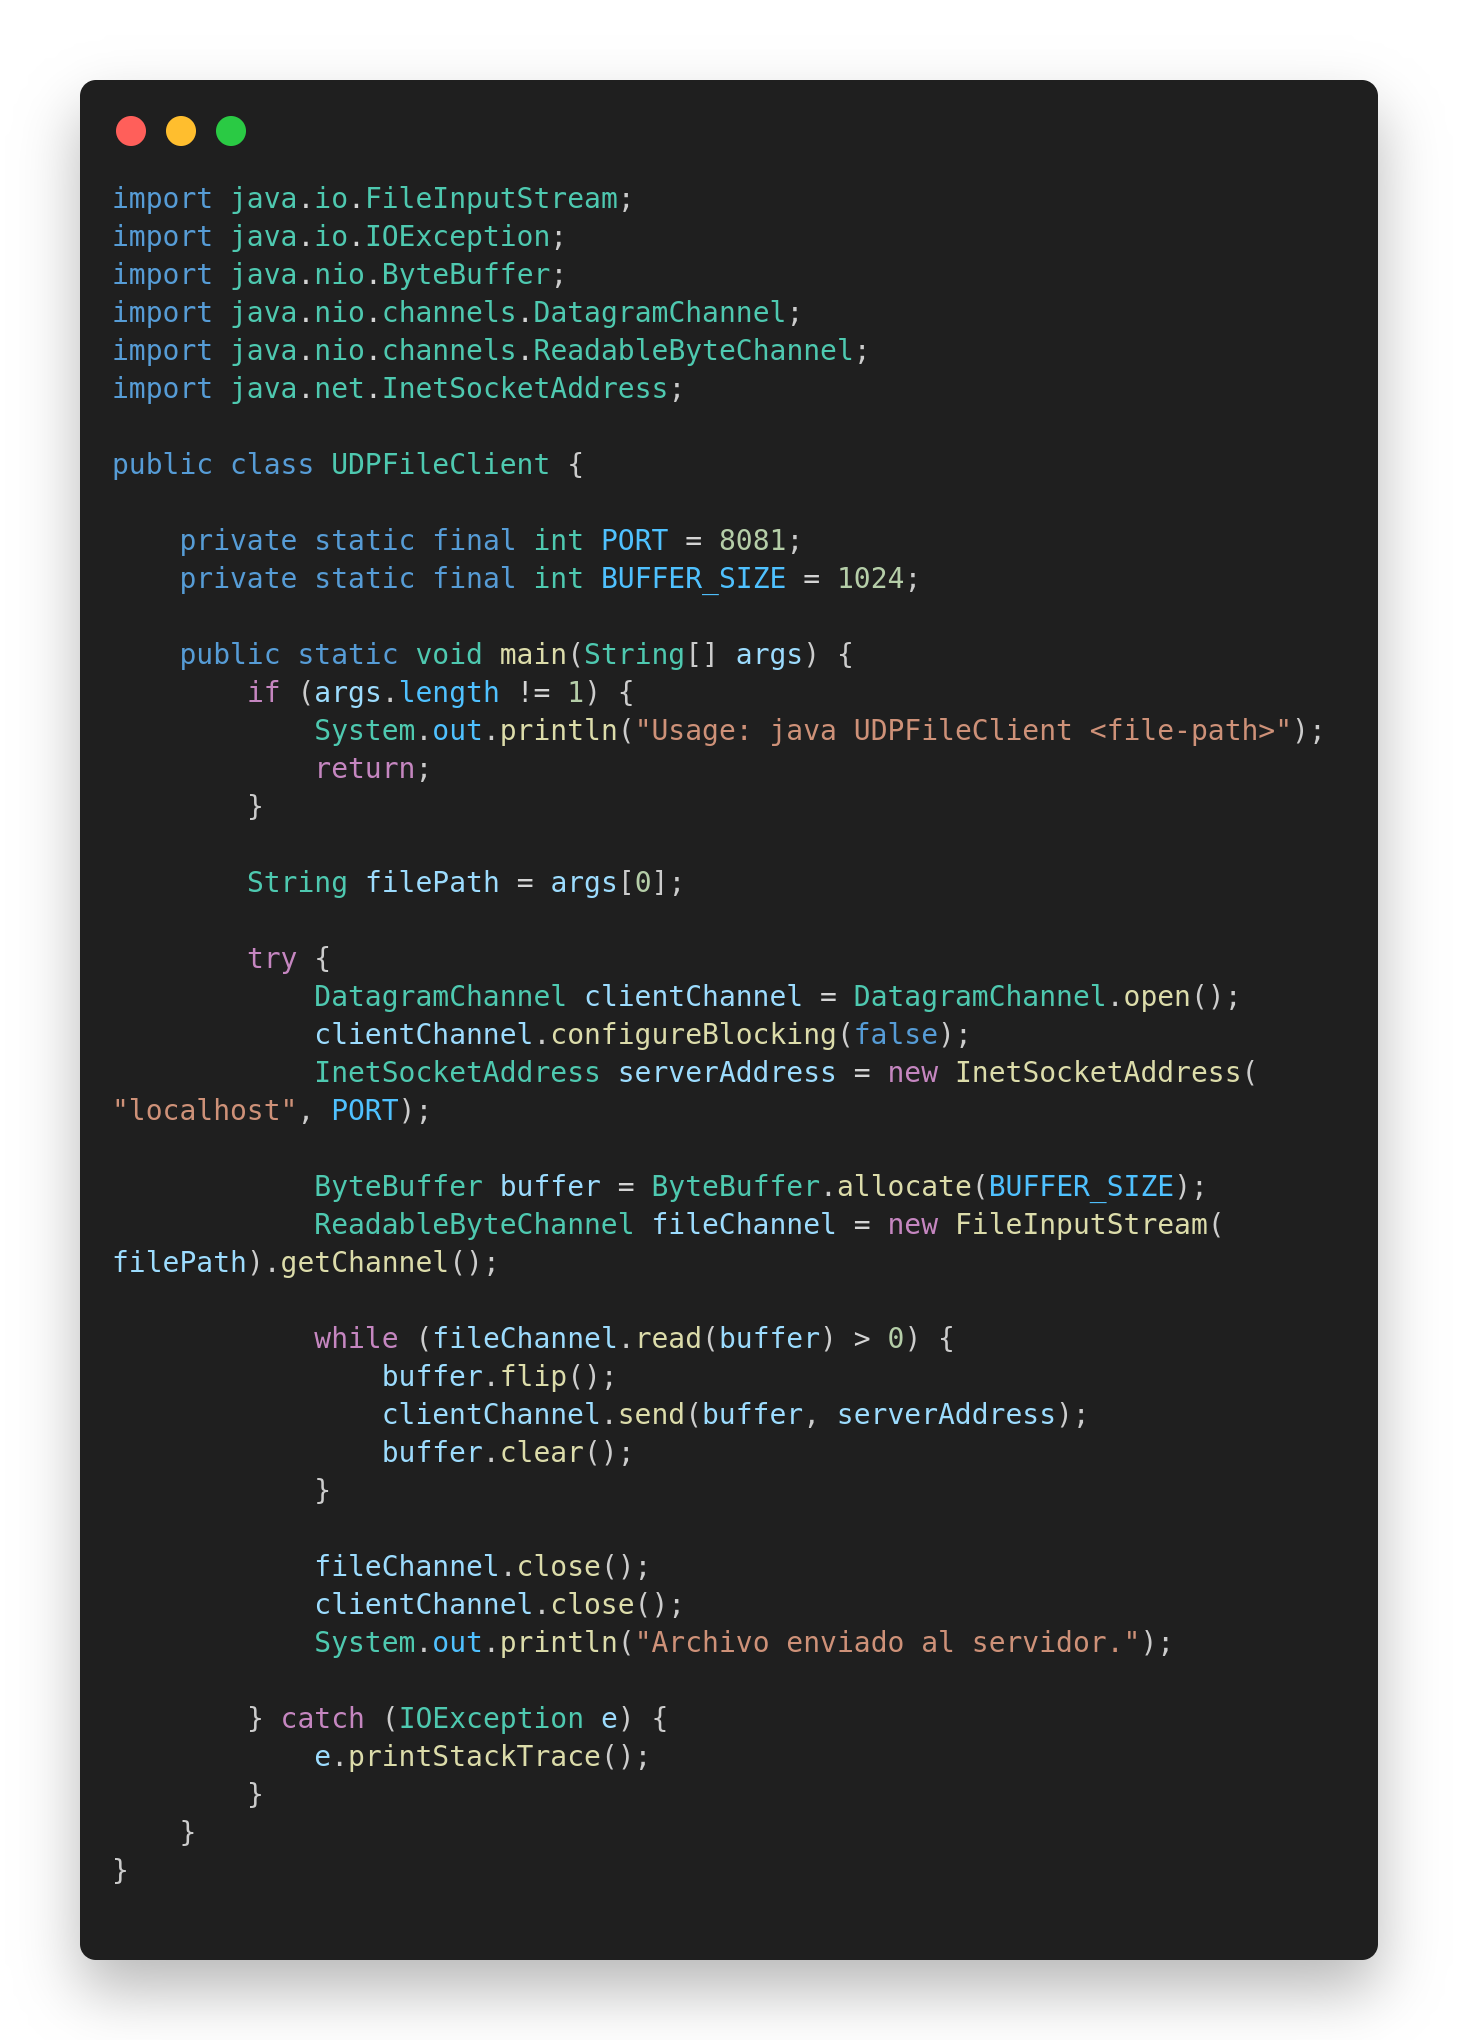 import java.io.FileInputStream;
import java.io.IOException;
import java.nio.ByteBuffer;
import java.nio.channels.DatagramChannel;
import java.nio.channels.ReadableByteChannel;
import java.net.InetSocketAddress;

public class UDPFileClient {

    private static final int PORT = 8081;
    private static final int BUFFER_SIZE = 1024;

    public static void main(String[] args) {
        if (args.length != 1) {
            System.out.println("Usage: java UDPFileClient <file-path>");
            return;
        }

        String filePath = args[0];

        try {
            DatagramChannel clientChannel = DatagramChannel.open();
            clientChannel.configureBlocking(false);
            InetSocketAddress serverAddress = new InetSocketAddress(
"localhost", PORT);

            ByteBuffer buffer = ByteBuffer.allocate(BUFFER_SIZE);
            ReadableByteChannel fileChannel = new FileInputStream(
filePath).getChannel();

            while (fileChannel.read(buffer) > 0) {
                buffer.flip();
                clientChannel.send(buffer, serverAddress);
                buffer.clear();
            }

            fileChannel.close();
            clientChannel.close();
            System.out.println("Archivo enviado al servidor.");

        } catch (IOException e) {
            e.printStackTrace();
        }
    }
}